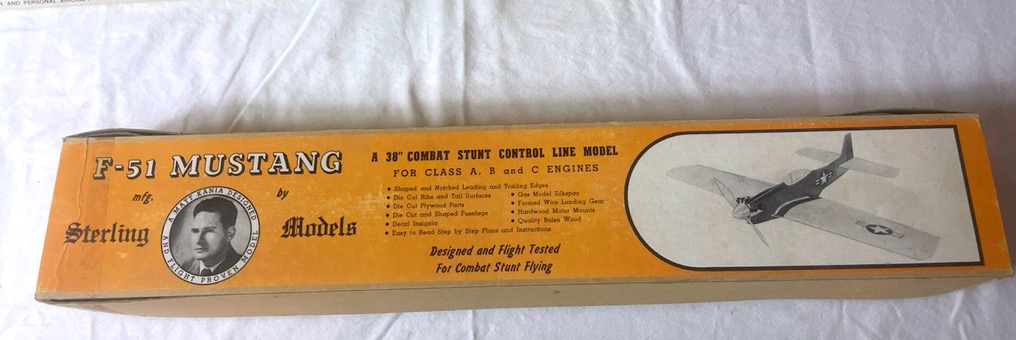 AND PERSONAL AIRCRAFT
F-51 MUSTANG
mfg. by
Sterling Models
A MATT KANIA DESIGNED
AND FLIGHT PROVEN MODEL
A 38" COMBAT STUNT CONTROL LINE MODEL
FOR CLASS A, B and C ENGINES
• Shaped and Notched Leading and Trailing Edges
• Die Cut Ribs and Tail Surfaces
• Die Cut Plywood Parts
• Die Cut and Shaped Fuselage
• Decal Insignia
• Easy to Read Step by Step Plans and Instructions
• Gas Model Silkspan
• Formed Wire Landing Gear
• Hardwood Motor Mounts
• Quality Balsa Wood
Designed and Flight Tested
For Combat Stunt Flying